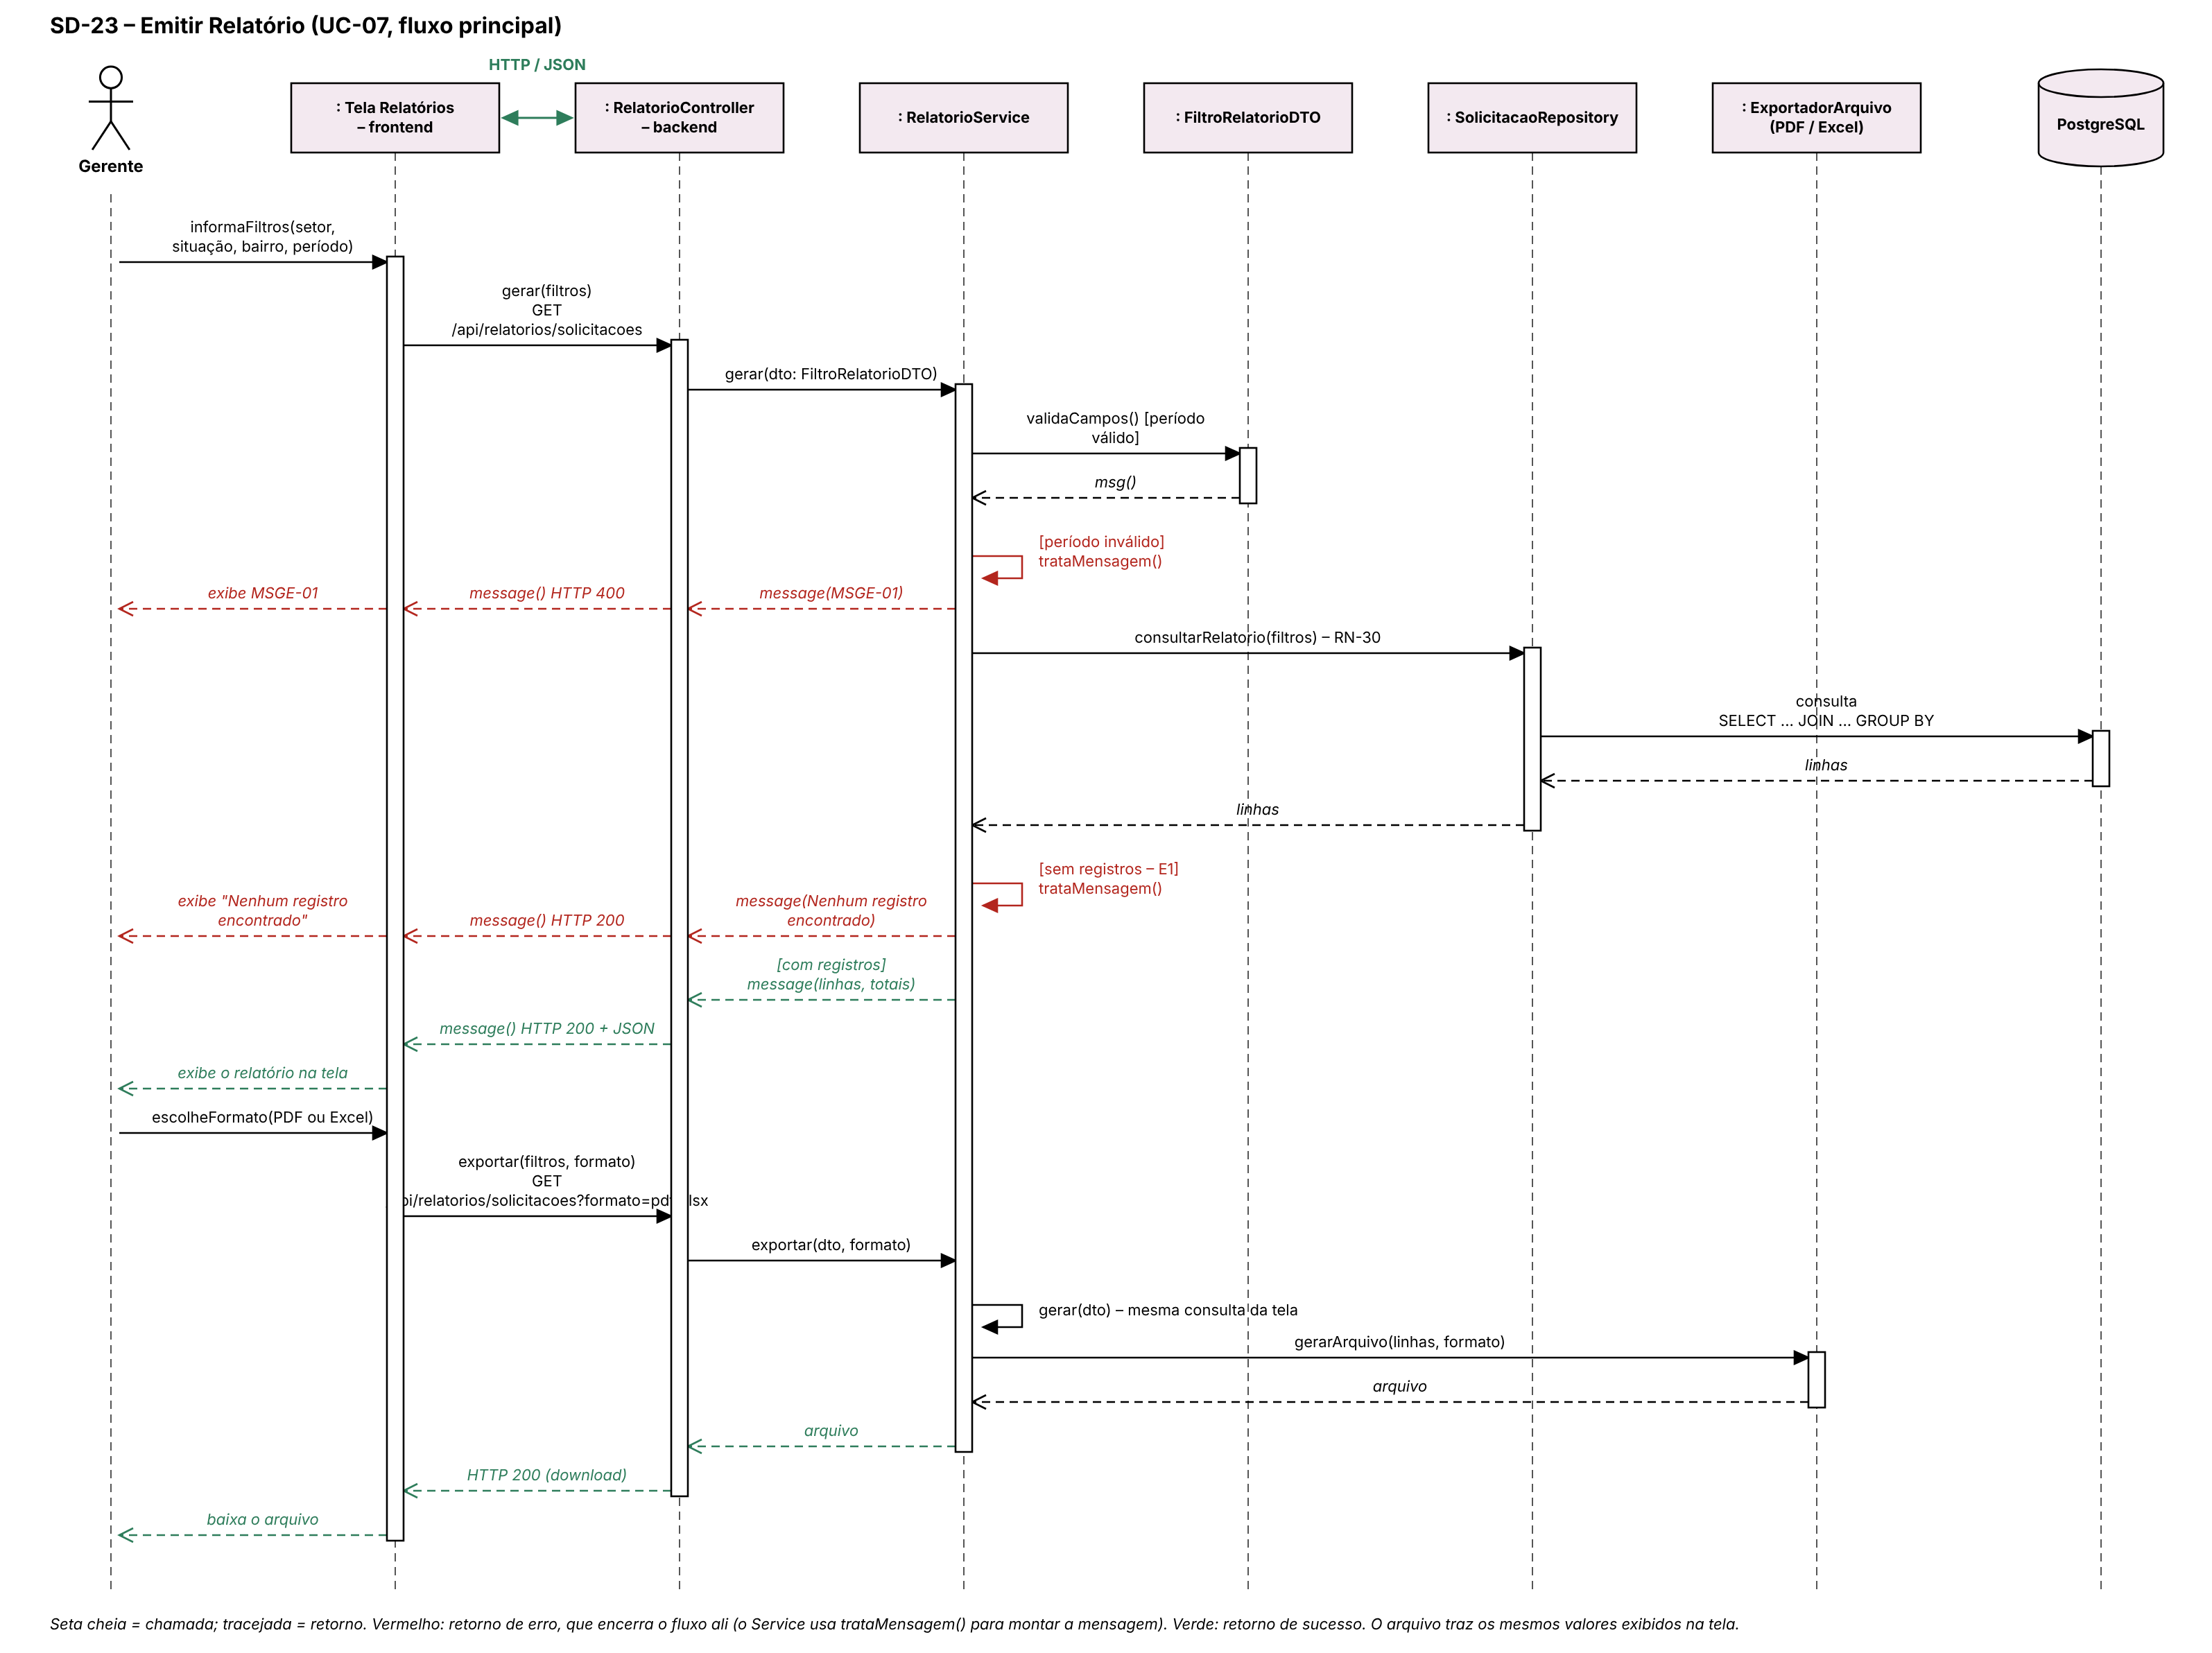 SD-23 – Emitir Relatório (UC-07, fluxo principal)
HTTP / JSON
Gerente
: Tela Relatórios
– frontend
: RelatorioController
– backend
: RelatorioService
: FiltroRelatorioDTO
: SolicitacaoRepository
: ExportadorArquivo
(PDF / Excel)
PostgreSQL
informaFiltros(setor,
situação, bairro, período)
gerar(filtros)
GET
/api/relatorios/solicitacoes
gerar(dto: FiltroRelatorioDTO)
validaCampos() [período
válido]
msg()
[período inválido]
trataMensagem()
exibe MSGE-01
message() HTTP 400
message(MSGE-01)
consultarRelatorio(filtros) – RN-30
consulta
SELECT ... JOIN ... GROUP BY
linhas
linhas
[sem registros – E1]
trataMensagem()
exibe "Nenhum registro
encontrado"
message() HTTP 200
message(Nenhum registro
encontrado)
[com registros]
message(linhas, totais)
message() HTTP 200 + JSON
exibe o relatório na tela
escolheFormato(PDF ou Excel)
exportar(filtros, formato)
GET
/relatorios/solicitacoes?formato=
exportar(dto, formato)
gerar(dto) – mesma consulta da tela
gerarArquivo(linhas, formato)
arquivo
arquivo
HTTP 200 (download)
baixa o arquivo
Seta cheia = chamada; tracejada = retorno. Vermelho: retorno de erro, que encerra o fluxo ali (o Service usa trataMensagem() para montar a mensagem). Verde: retorno de sucesso. O arquivo traz os mesmos valores exibidos na tela.